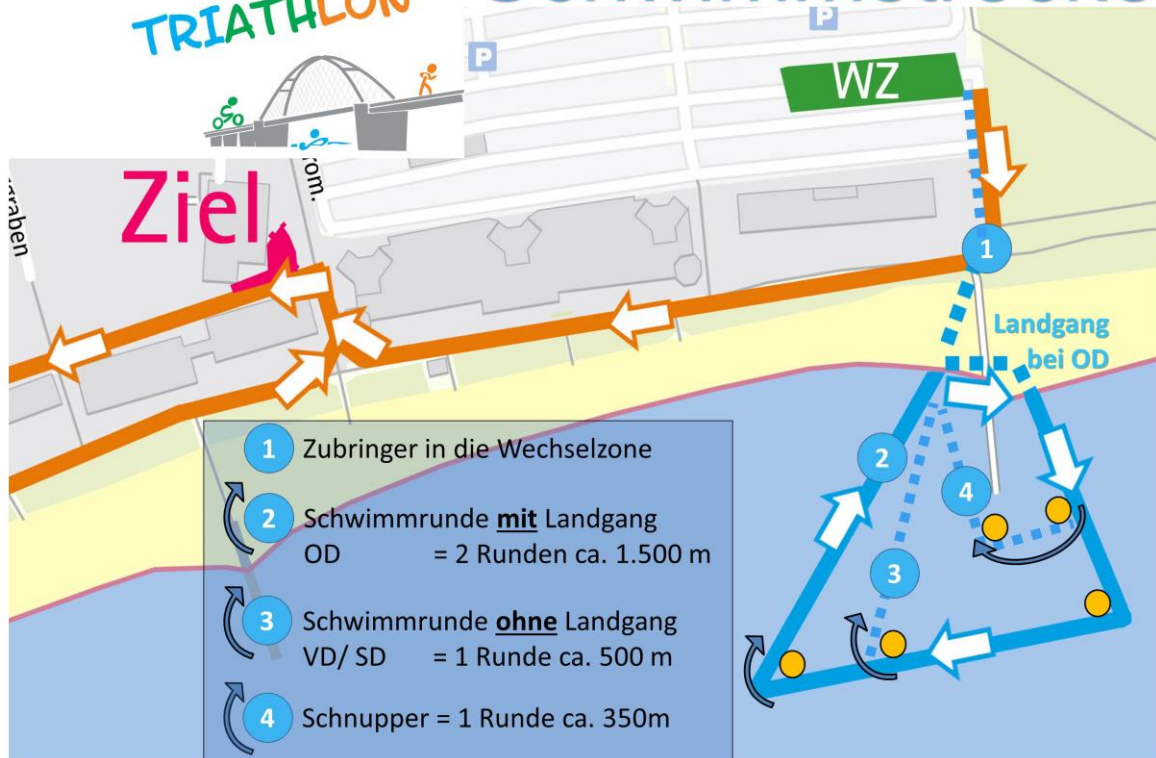 TRIATHLON
P
P
WZ
rom.
graben
Ziel
1
Landgang
bei OD
2
4
3
1 Zubringer in die Wechselzone
2 Schwimmrunde mit Landgang
OD = 2 Runden ca. 1.500 m
3 Schwimmrunde ohne Landgang
VD/ SD = 1 Runde ca. 500 m
4 Schnupper = 1 Runde ca. 350m